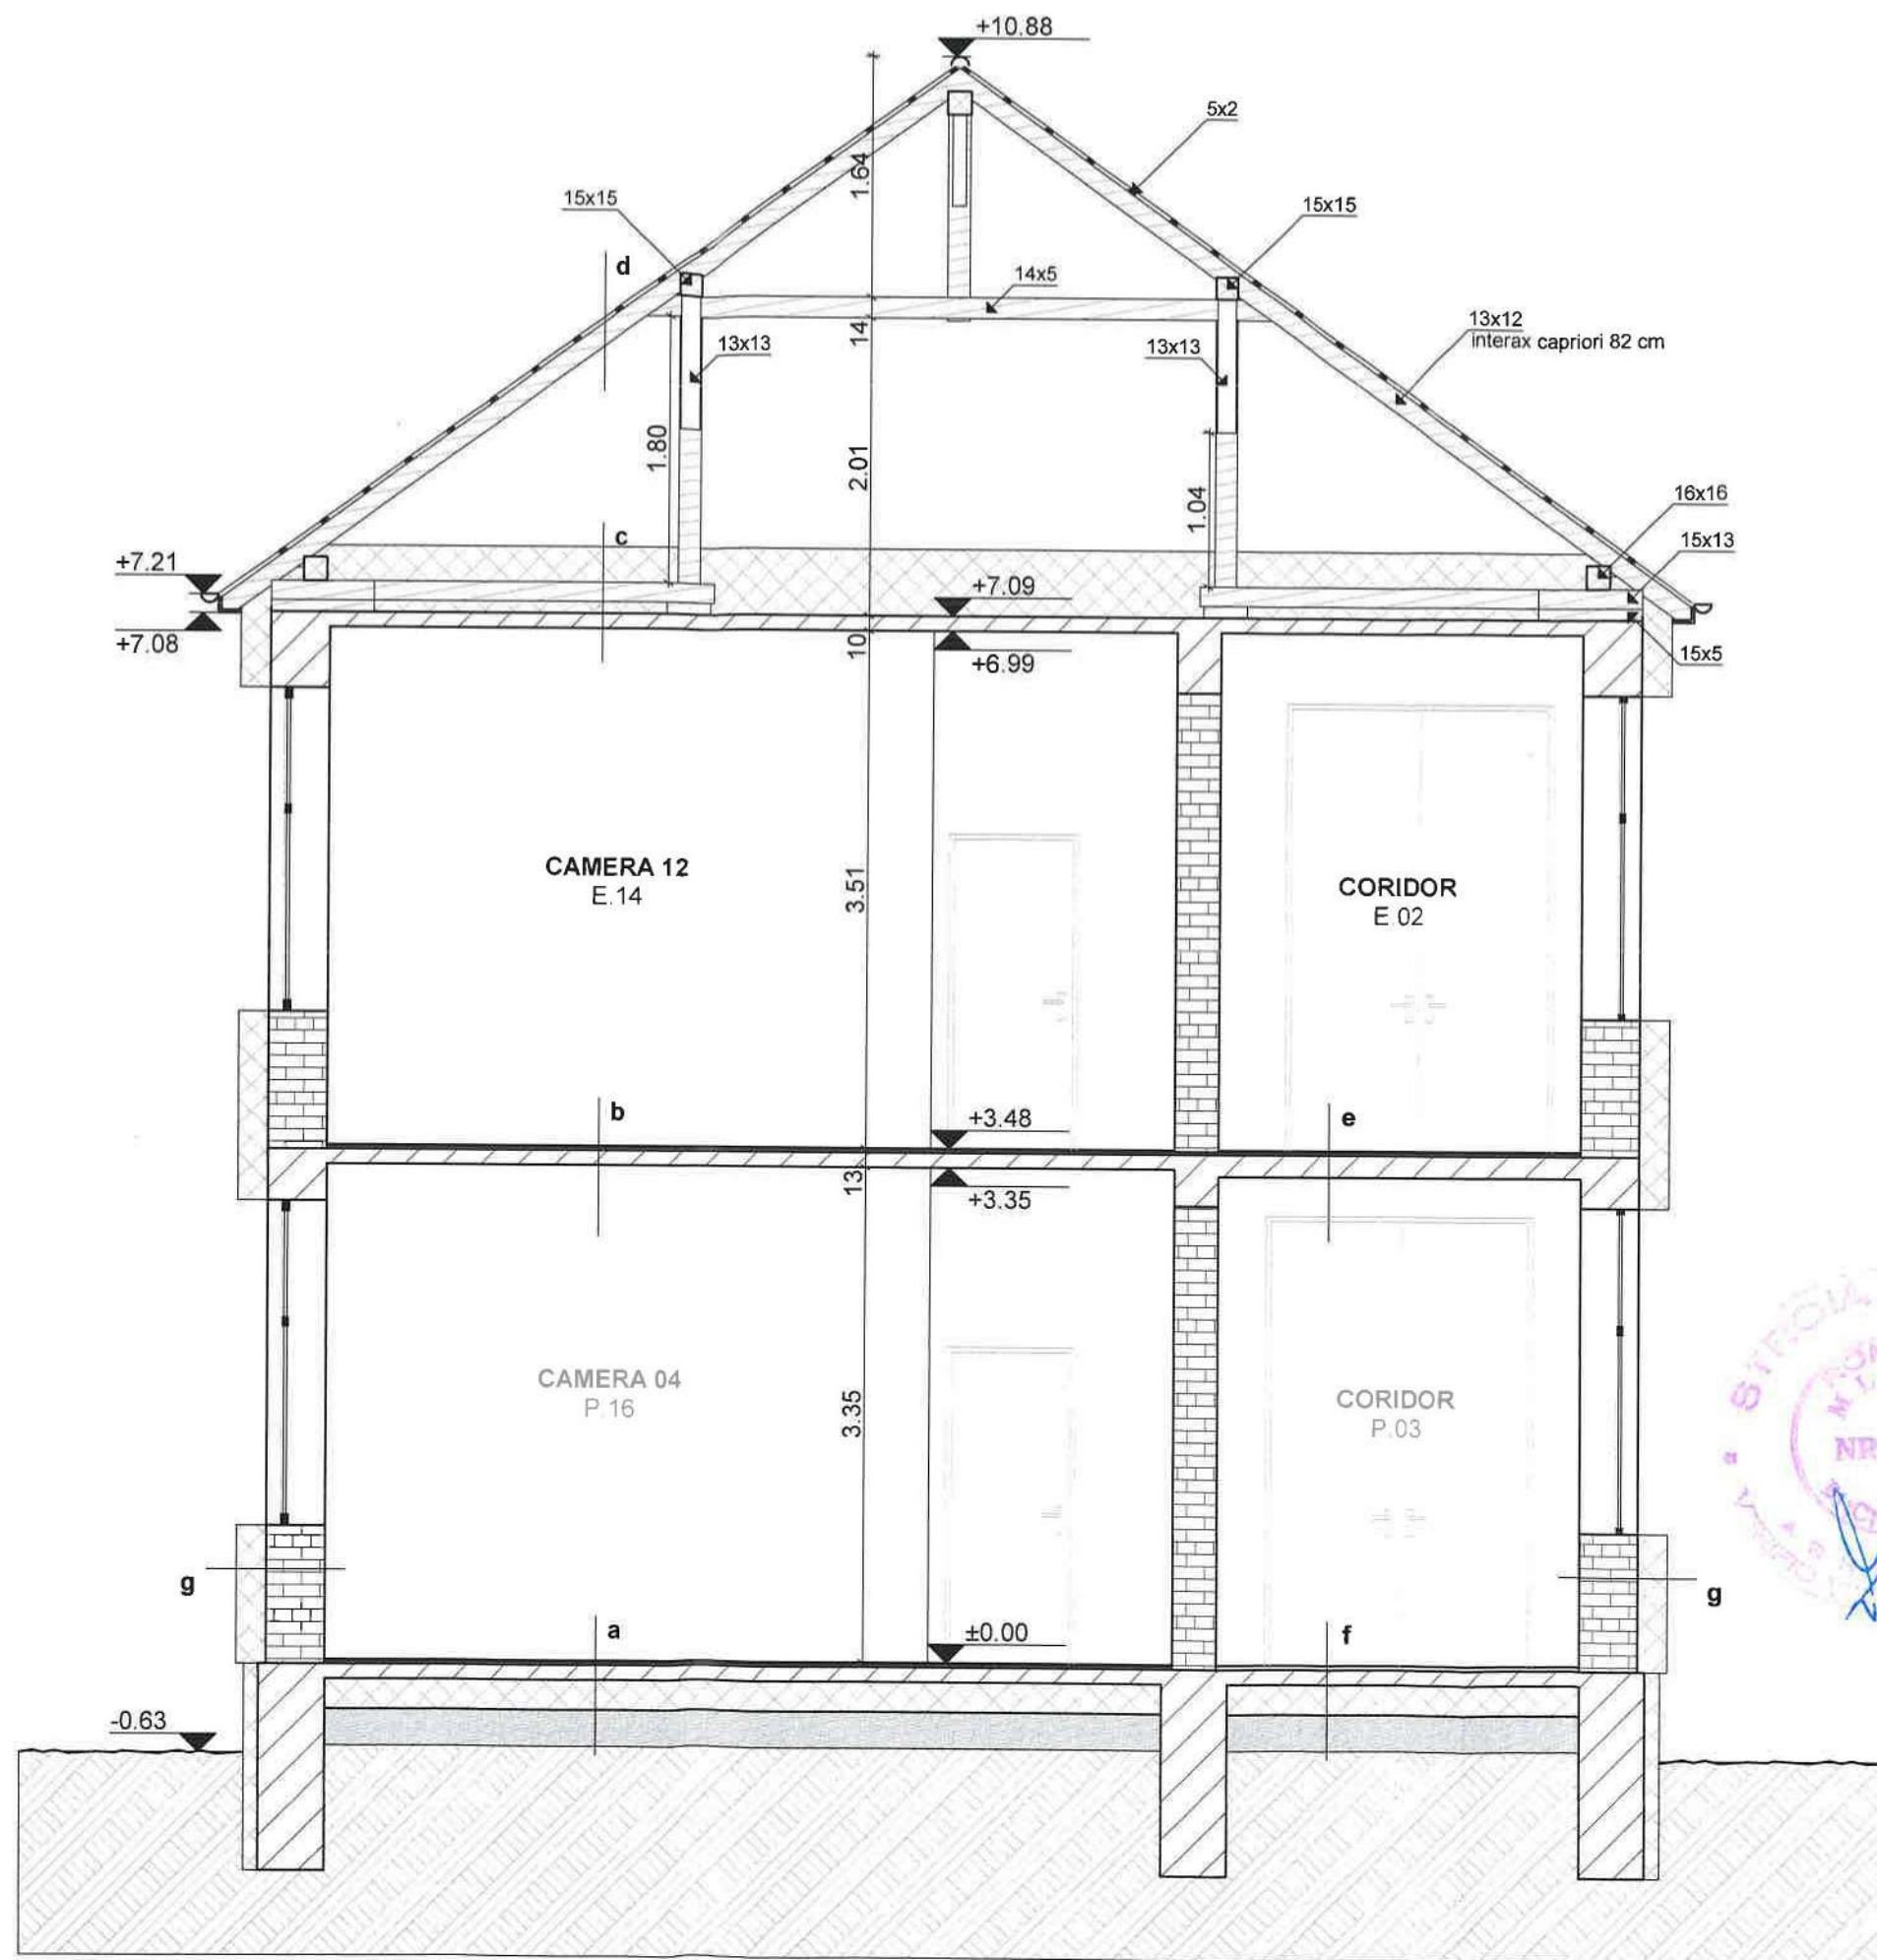 +10.88
5x2
1.64
15x15
15x15
d
14x5
14
13x12
interax capriori 82 cm
13x13
13x13
1.80
2.01
1.04
16x16
c
15x13
+7.21
+7.09
+7.08
10
+6.99
15x5
CAMERA 12
E.14
3.51
CORIDOR
E.02
b
+3.48
e
13
+3.35
CAMERA 04
P.16
3.35
CORIDOR
P.03
STROIA
NR
g
g
a
±0.00
f
-0.63